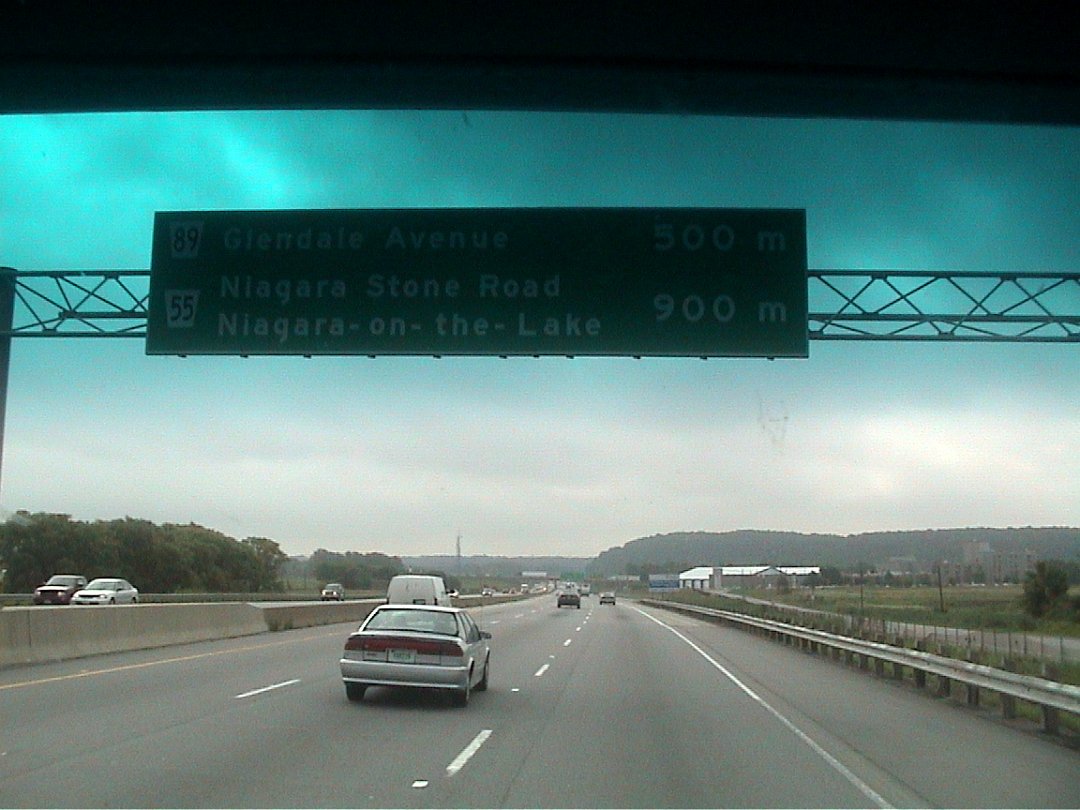 89 Glendale Avenue 500 m
Niagara Stone Road
55 900 m
Niagara-on-the-Lake